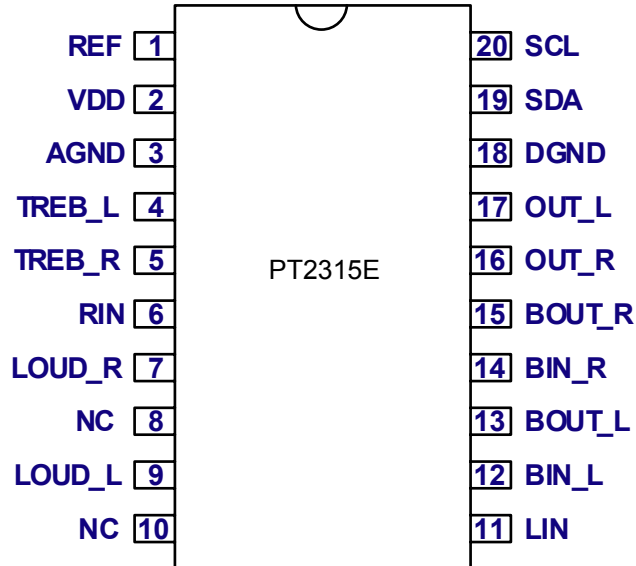 REF 1 20 SCL
VDD 2 19 SDA
AGND 3 18 DGND
TREB_L 4 17 OUT_L
TREB_R 5 16 OUT_R
PT2315E
RIN 6 15 BOUT_R
LOUD_R 7 14 BIN_R
NC 8 13 BOUT_L
LOUD_L 9 12 BIN_L
NC 10 11 LIN